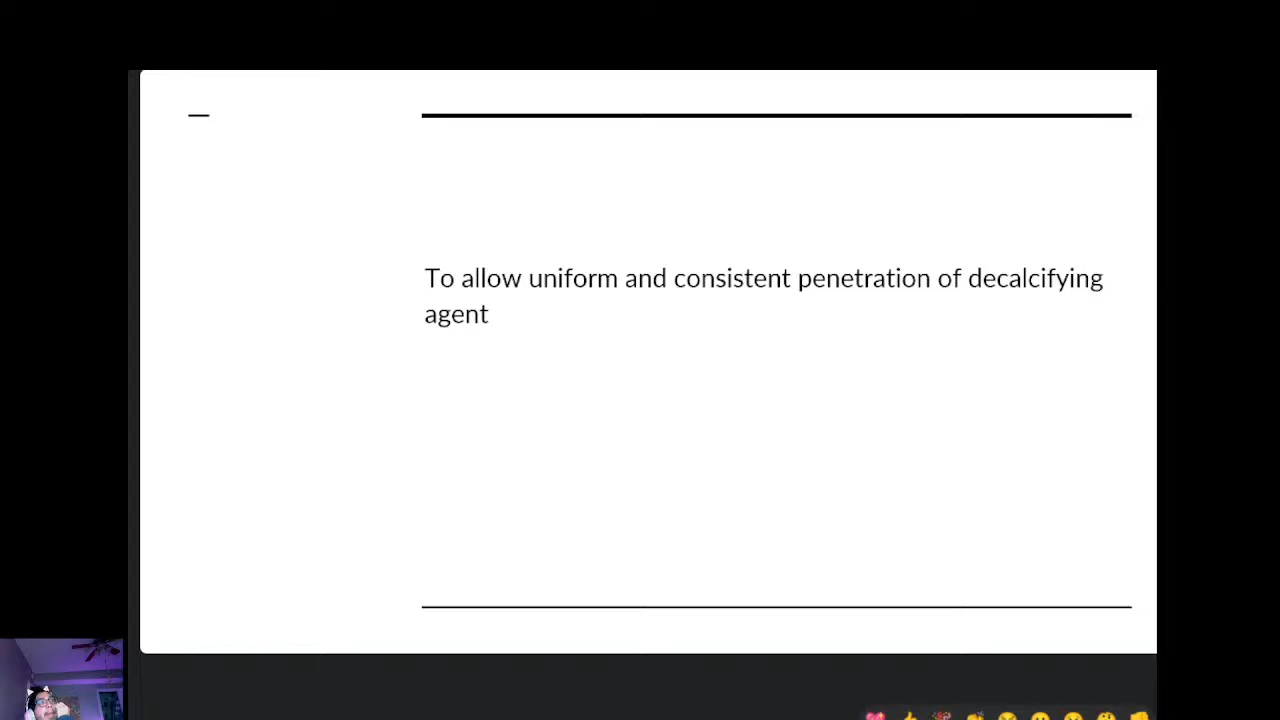 To allow uniform and consistent penetration of decalcifying
agent